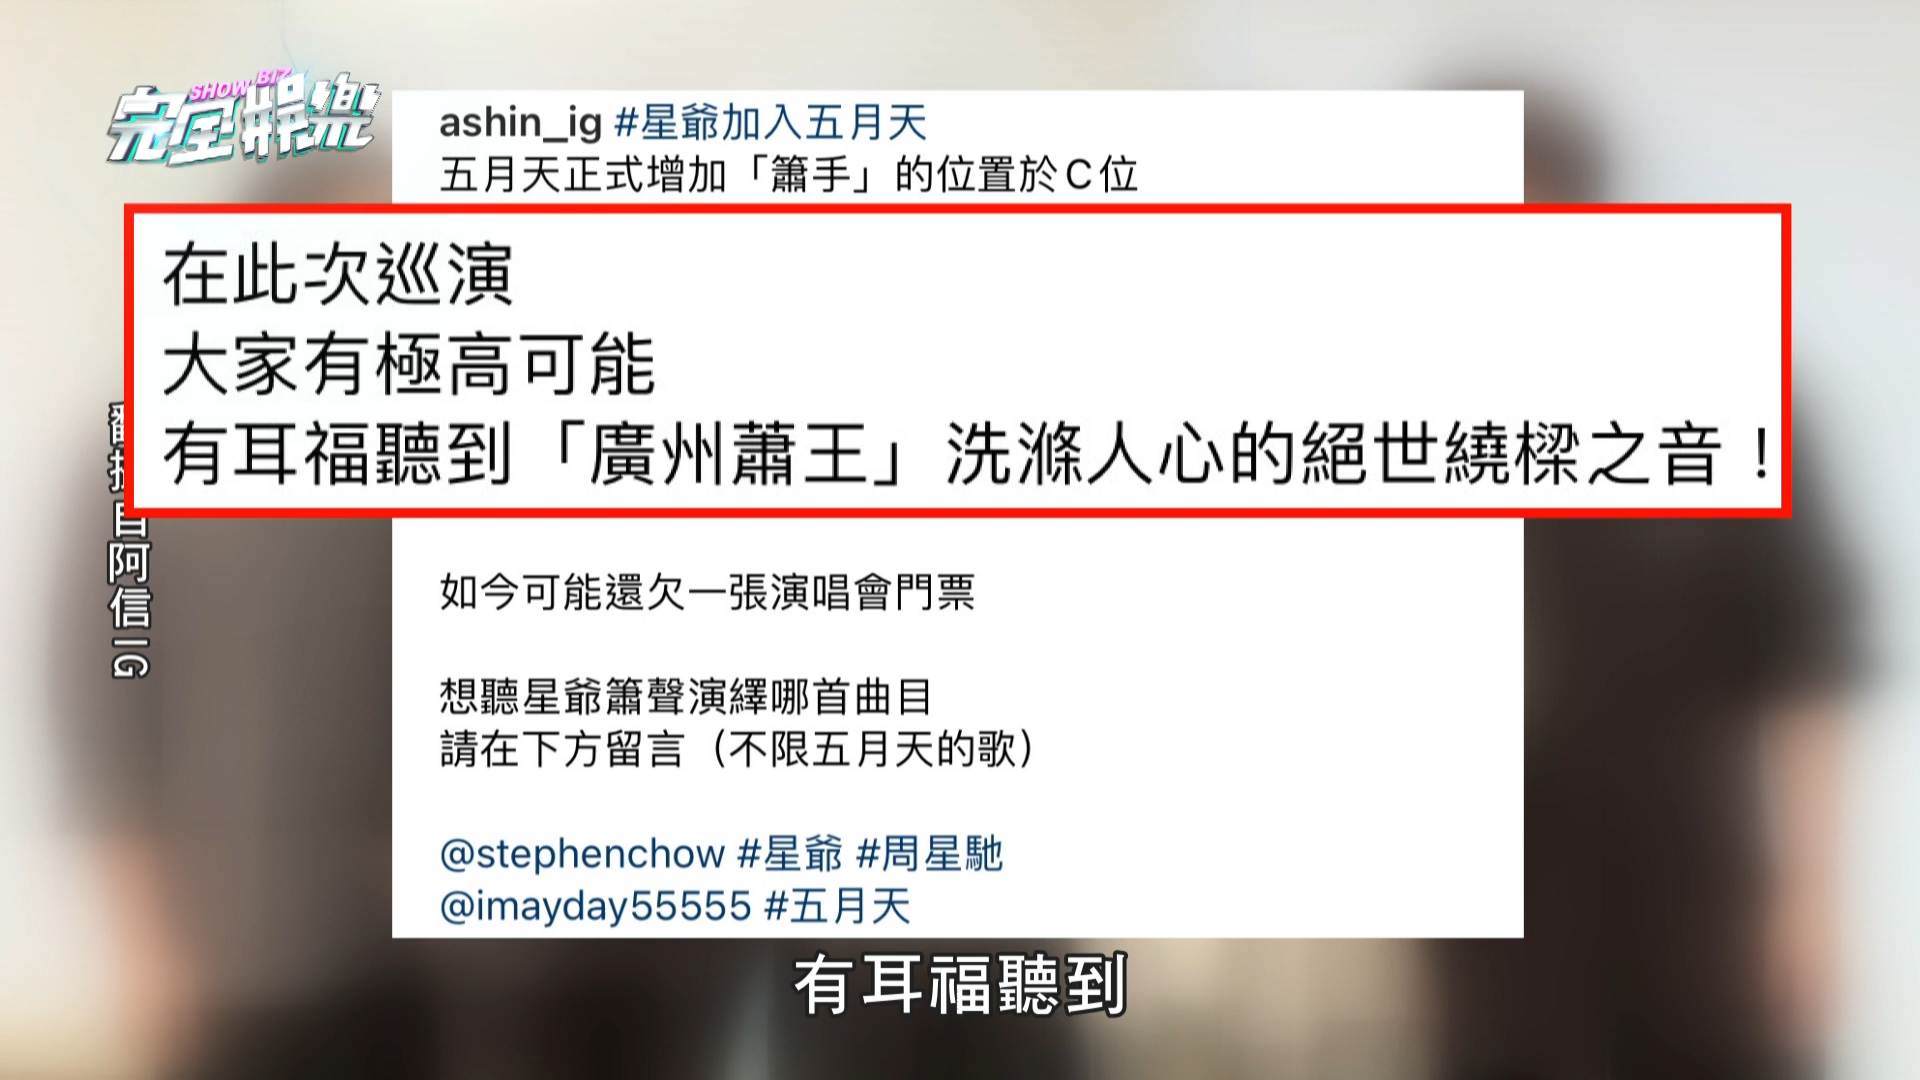 SHOW BIZ
完全娛樂
ashin_ig #星爺加入五月天
五月天正式增加「簫手」的位置於C位
在此次巡演
大家有極高可能
有耳福聽到「廣州蕭王」洗滌人心的絕世繞樑之音！
如今可能還欠一張演唱會門票
想聽星爺簫聲演繹哪首曲目
請在下方留言（不限五月天的歌）
@stephenchow #星爺 #周星馳
@imayday55555 #五月天
自阿信IG
有耳福聽到